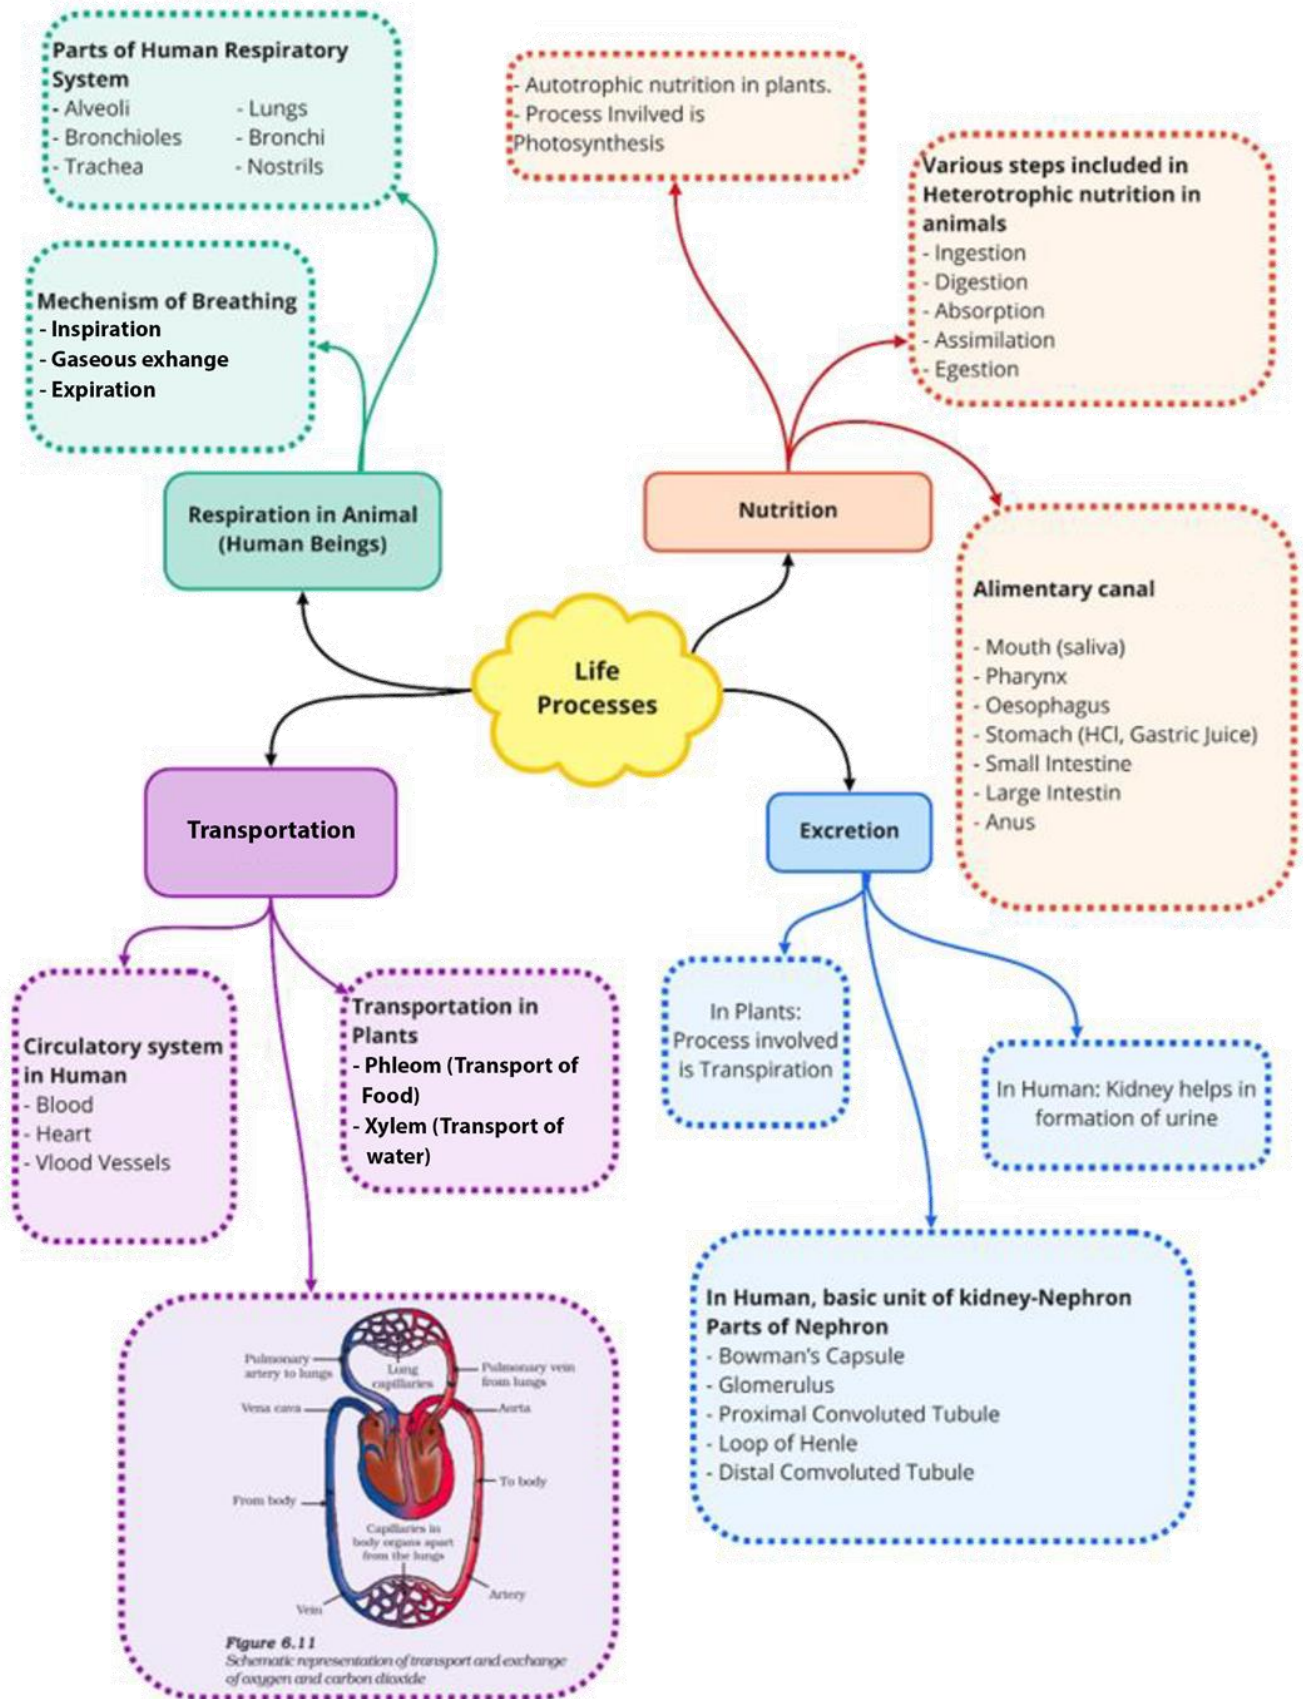 Parts of Human Respiratory
System
- Alveoli - Lungs
- Bronchioles - Bronchi
- Trachea - Nostrils
Mechenism of Breathing
- Inspiration
- Gaseous exhange
- Expiration
Respiration in Animal
(Human Beings)
- Autotrophic nutrition in plants.
- Process Invilved is
Photosynthesis
Various steps included in
Heterotrophic nutrition in
animals
- Ingestion
- Digestion
- Absorption
- Assimilation
- Egestion
Nutrition
Alimentary canal
- Mouth (saliva)
- Pharynx
- Oesophagus
- Stomach (HCl, Gastric Juice)
- Small Intestine
- Large Intestin
- Anus
Life
Processes
Transportation
Circulatory system
in Human
- Blood
- Heart
- Vlood Vessels
Transportation in
Plants
- Phleom (Transport of
Food)
- Xylem (Transport of
water)
Excretion
In Plants:
Process involved
is Transpiration
In Human: Kidney helps in
formation of urine
In Human, basic unit of kidney-Nephron
Parts of Nephron
- Bowman's Capsule
- Glomerulus
- Proximal Convoluted Tubule
- Loop of Henle
- Distal Comvoluted Tubule
Pulmonary
artery to lungs
Lung
capillaries
Pulmonary vein
from lungs
Vena cava
Aorta
To body
From body
Capillaries in
body organs apart
from the lungs
Artery
Vein
Figure 6.11
Schematic representation of transport and exchange
of oxygen and carbon dioxide